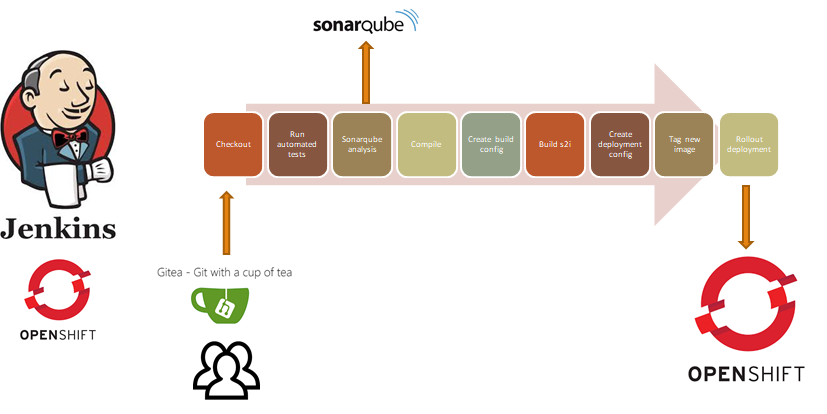 sonarqube
Checkout
Run
automated
tests
Sonarqube
analysis
Compile
Create build
config
Build s2i
Create
deployment
config
Tag new
image
Rollout
deployment
Jenkins
Gitea - Git with a cup of tea
OPENSHIFT
OPENSHIFT